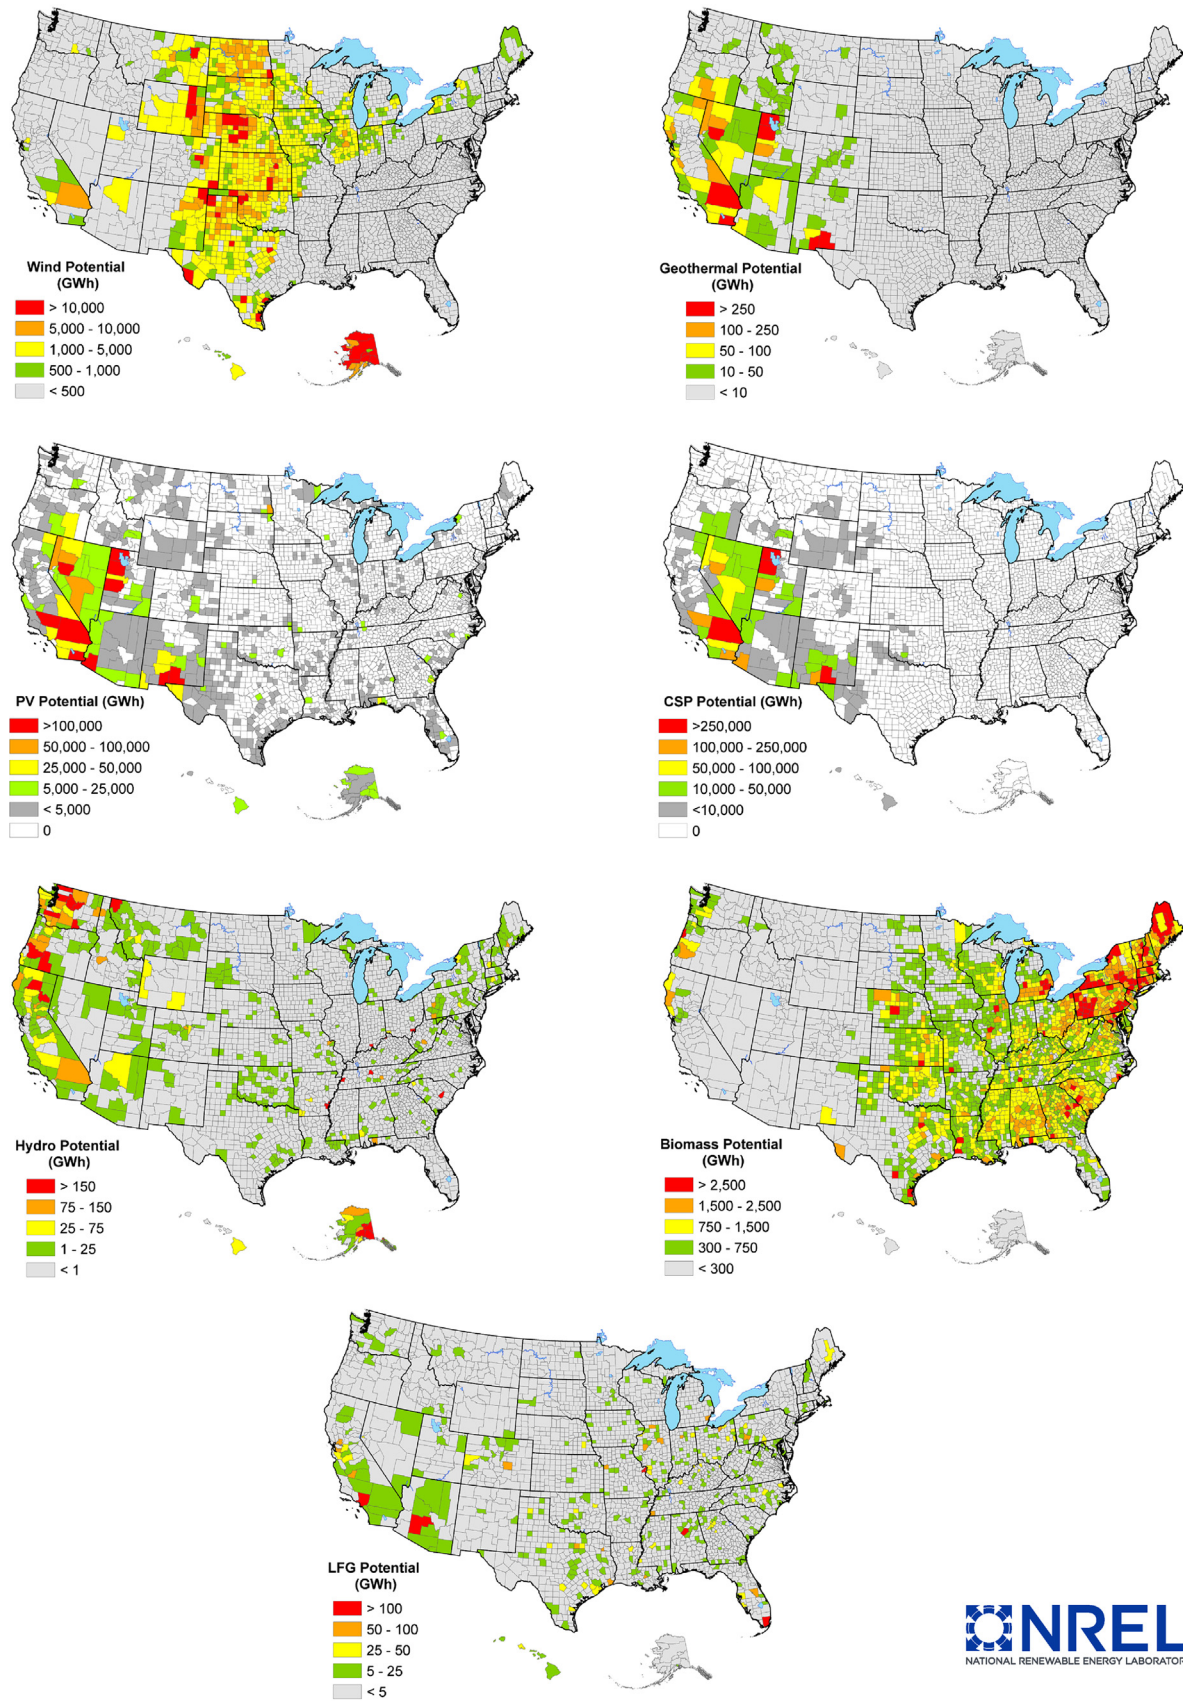 Wind Potential
(GWh)
> 10,000
5,000 - 10,000
1,000 - 5,000
500 - 1,000
< 500
Geothermal Potential
(GWh)
> 250
100 - 250
50 - 100
10 - 50
< 10
PV Potential (GWh)
>100,000
50,000 - 100,000
25,000 - 50,000
5,000 - 25,000
< 5,000
0
CSP Potential (GWh)
>250,000
100,000 - 250,000
50,000 - 100,000
10,000 - 50,000
<10,000
0
Hydro Potential
(GWh)
> 150
75 - 150
25 - 75
1 - 25
< 1
Biomass Potential
(GWh)
> 2,500
1,500 - 2,500
750 - 1,500
300 - 750
< 300
LFG Potential
(GWh)
> 100
50 - 100
25 - 50
5 - 25
< 5
NREL
NATIONAL RENEWABLE ENERGY LABORATOR